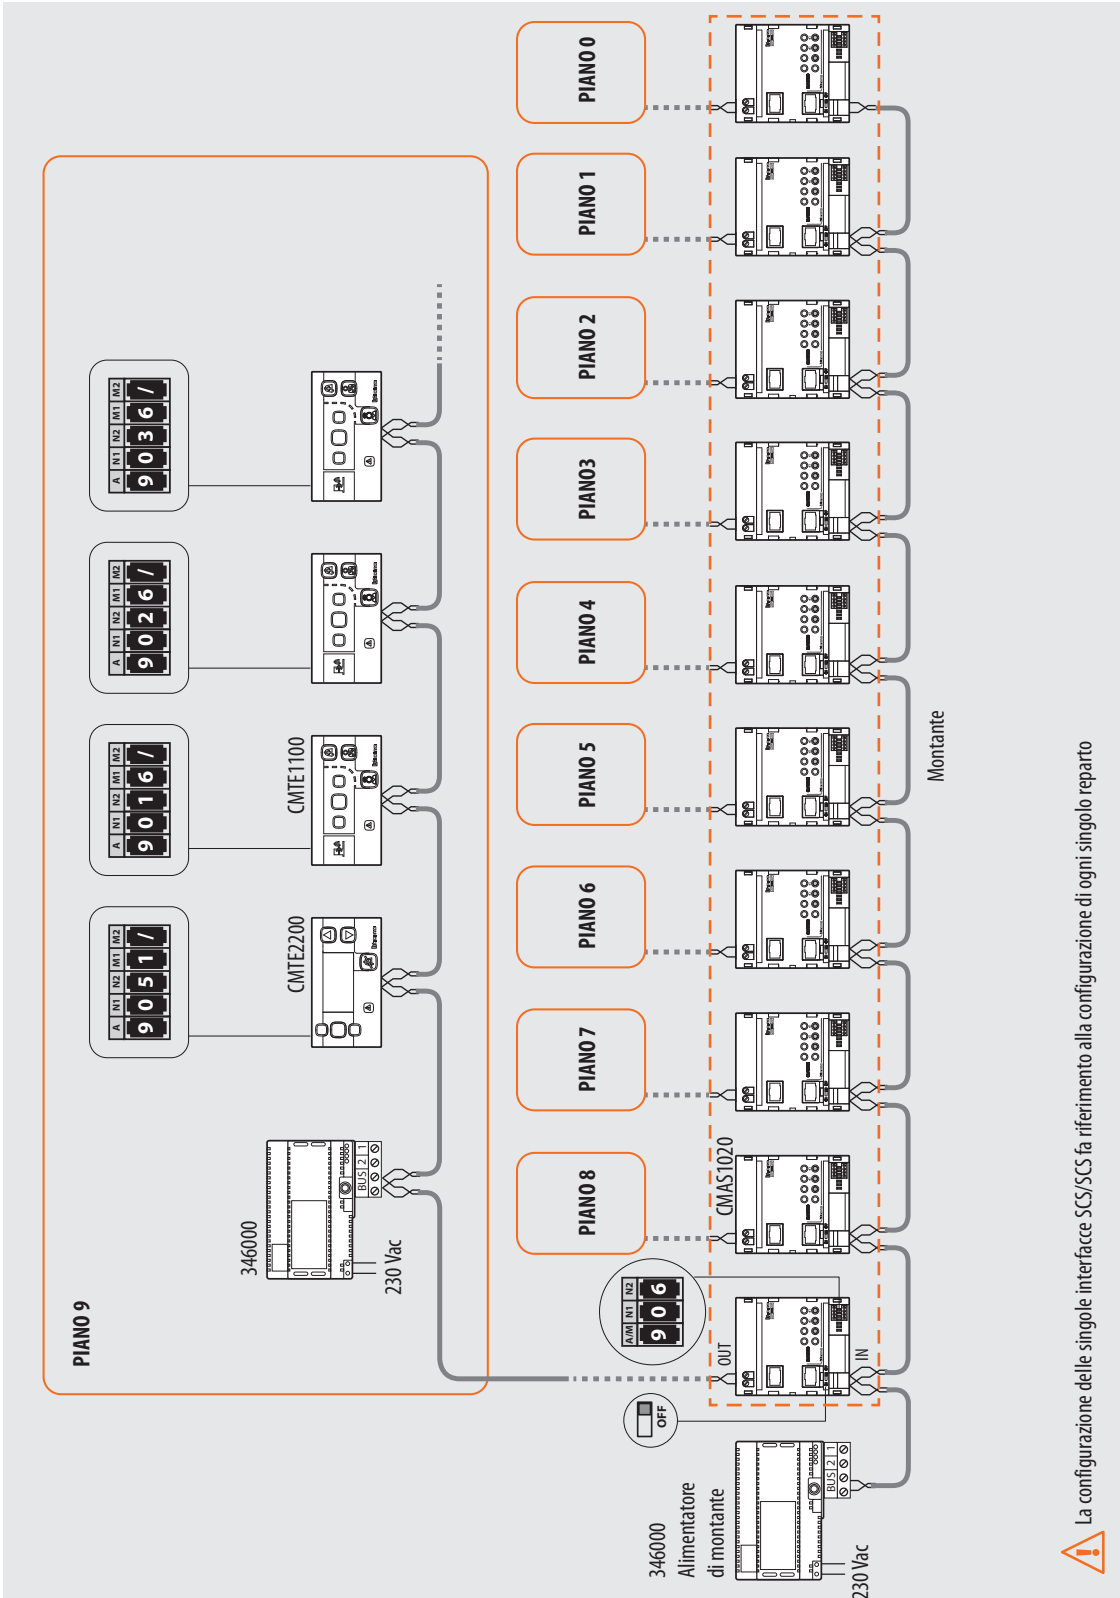 PIANO 9
A N1 N2 M1 M2
9 0 5 1 /
A N1 N2 M1 M2
9 0 1 6 /
A N1 N2 M1 M2
9 0 2 6 /
A N1 N2 M1 M2
9 0 3 6 /
346000
CMTE2200
CMTE1100
BUS 2 1
230 Vac
PIANO 8
PIANO 7
PIANO 6
PIANO 5
PIANO 4
PIANO3
PIANO 2
PIANO 1
PIANO 0
A/M N1 N2
9 0 6
OFF
346000
Alimentatore
di montante
OUT
CMAS1020
BUS 2 1
230 Vac
IN
Montante
La configurazione delle singole interfacce SCS/SCS fa riferimento alla configurazione di ogni singolo reparto